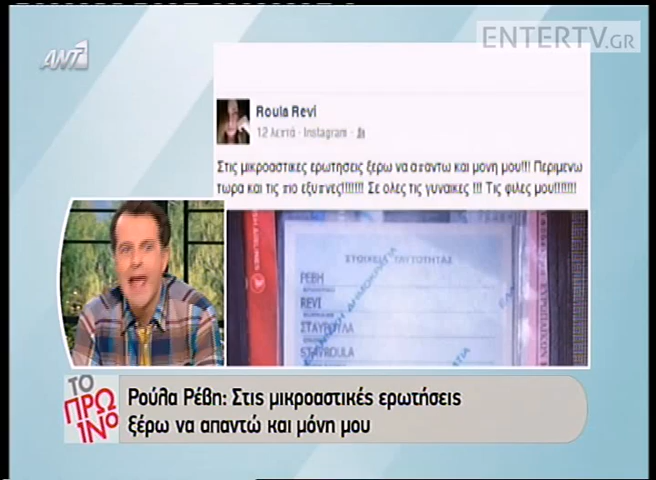 ENTERTV.GR
ANT1
Roula Revi
12 λεπτά · Instagram
Στις μικροαστικες ερωτησεις ξερω να απαντω και μονη μου!!! Περιμενω
τωρα και τις πιο εξυπνες!!!!!!! Σε ολες τις γυναικες !!! Τις φιλες μου!!!!!!!
ΣΤΟΙΧΕΙΑ ΤΑΥΤΟΤΗΤΑΣ
ΡΕΒΗ
REVI
ΣΤΑΥΡΟΥΛΑ
STAVROULA
ΤΟ
ΠΡΩ
ΙΝΟ
Ρούλα Ρέβη: Στις μικροαστικές ερωτήσεις
ξέρω να απαντώ και μόνη μου